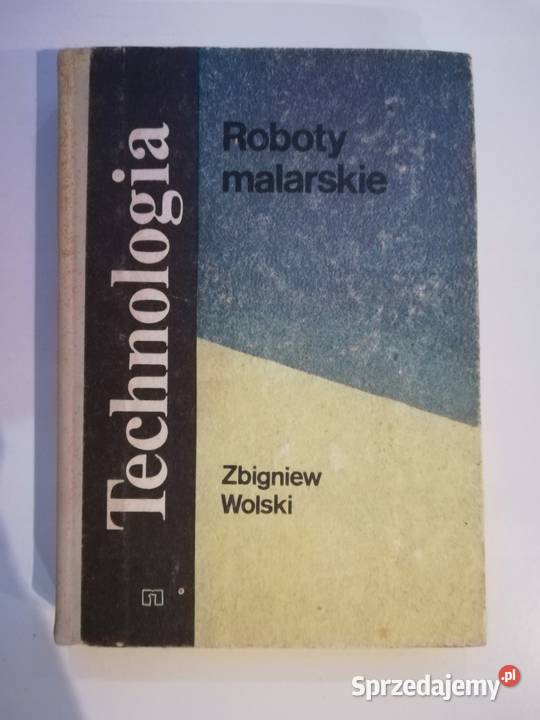 Technologia
Roboty
malarskie
Zbigniew
Wolski
Sprzedajemy.pl